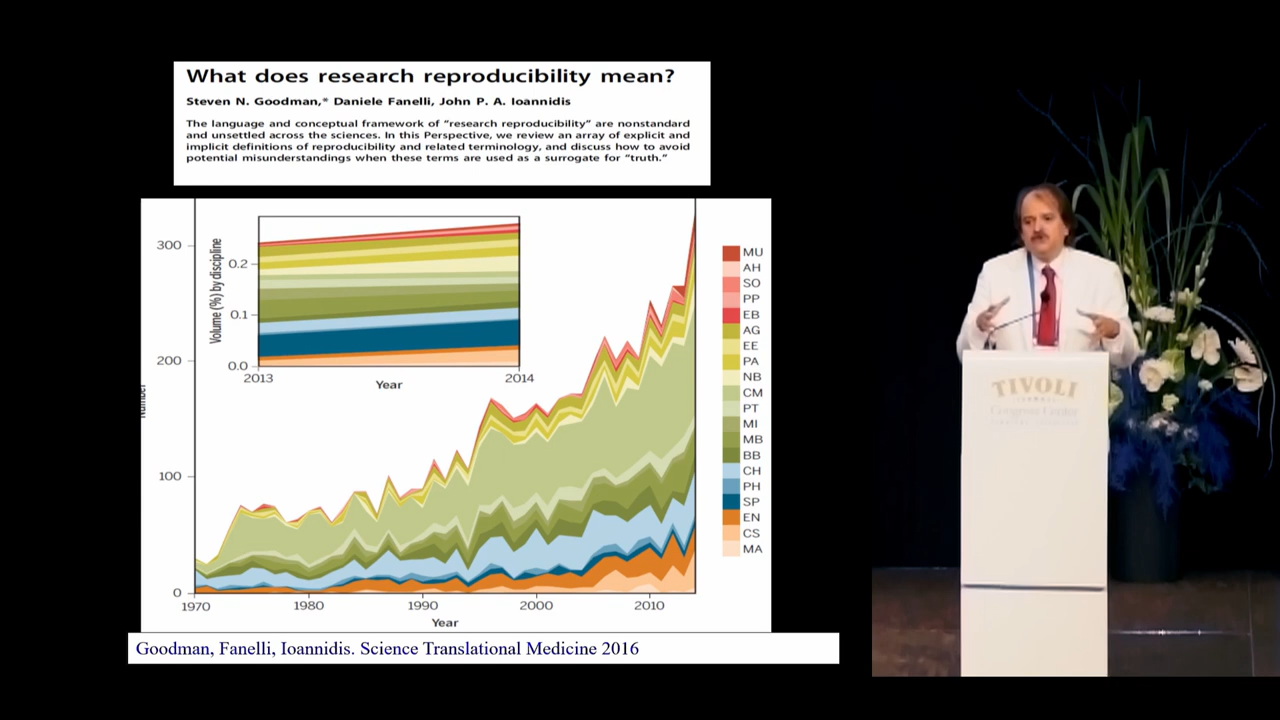 What does research reproducibility mean?
Steven N. Goodman,* Daniele Fanelli, John P. A. Ioannidis
The language and conceptual framework of “research reproducibility” are nonstandard
and unsettled across the sciences. In this Perspective, we review an array of explicit and
implicit definitions of reproducibility and related terminology, and discuss how to avoid
potential misunderstandings when these terms are used as a surrogate for “truth.”
300
200
100
0
Number
1970
1980
1990
2000
2010
Year
Volume (%) by discipline
0.2
0.1
0.0
2013
2014
Year
MU
AH
SO
PP
EB
AG
EE
PA
NB
CM
PT
MI
MB
BB
CH
PH
SP
EN
CS
MA
Goodman, Fanelli, Ioannidis. Science Translational Medicine 2016
TIVOLI
Congress Center